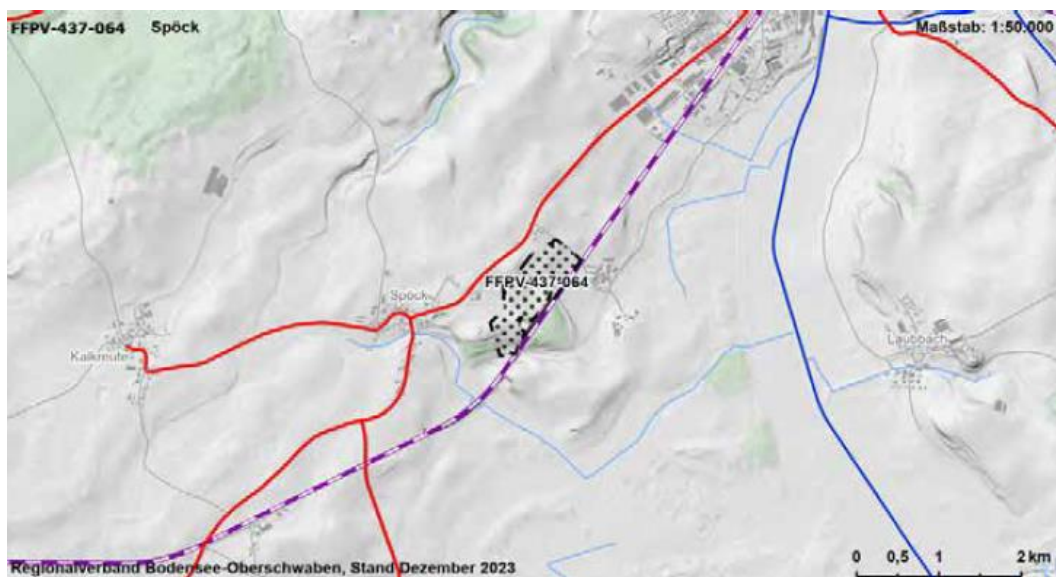 FFPV-437-064 Spöck Maßstab: 1:50.000
FFPV-437-064
Spöck
Kalkreute
Laubbach
0 0,5 1 2 km
Regionalverband Bodensee-Oberschwaben, Stand Dezember 2023